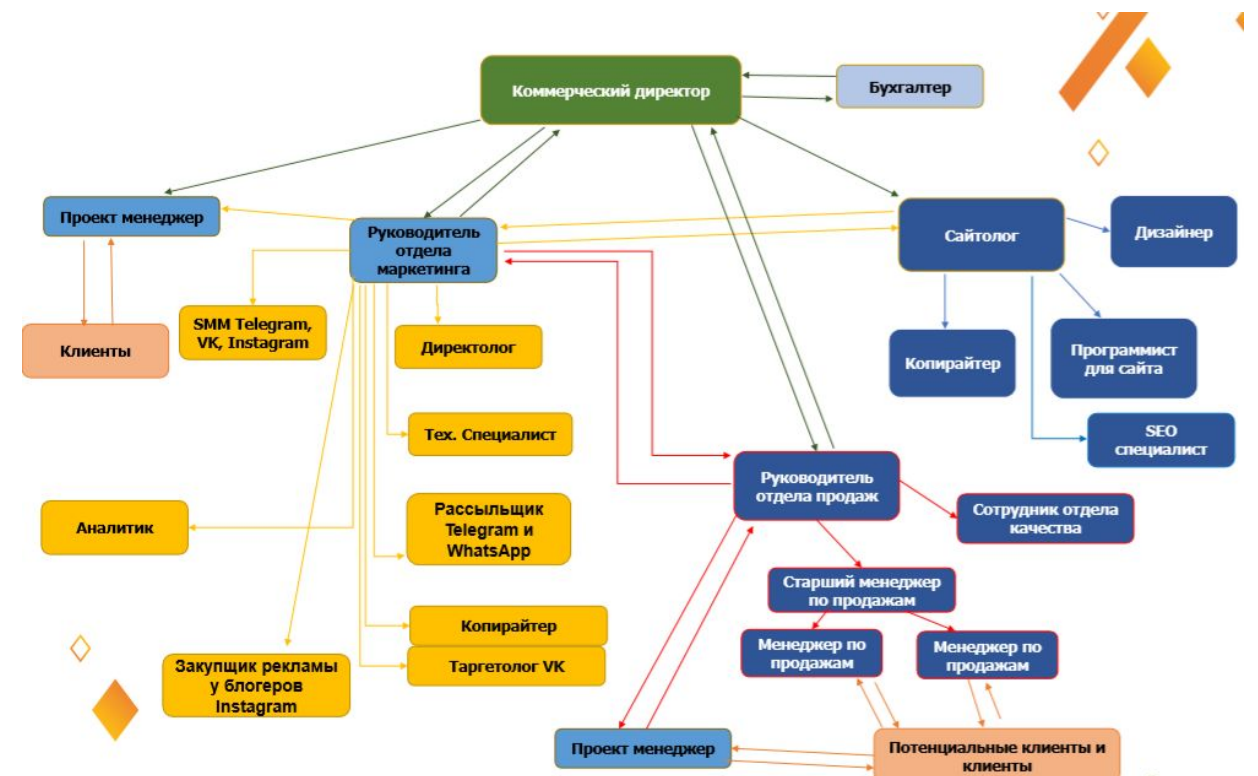 Коммерческий директор
Бухгалтер
Проект менеджер
Руководитель
отдела
маркетинга
Сайтолог
Дизайнер
Клиенты
SMM Telegram,
VK, Instagram
Директолог
Копирайтер
Программист
для сайта
Тех. Специалист
SEO
специалист
Руководитель
отдела продаж
Аналитик
Рассыльщик
Telegram и
WhatsApp
Сотрудник отдела
качества
Старший менеджер
по продажам
Копирайтер
Менеджер по
продажам
Менеджер по
продажам
Закупщик рекламы
у блогеров
Instagram
Таргетолог VK
Проект менеджер
Потенциальные клиенты и
клиенты